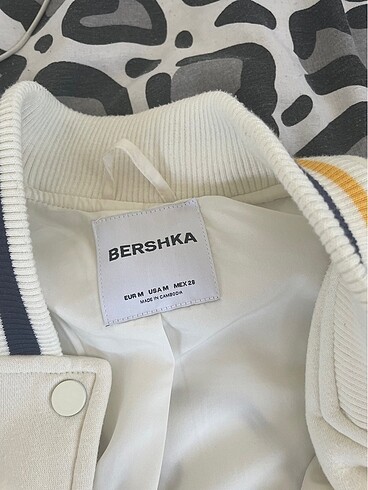 BERSHKA
EUR M USA M MEX 28
MADE IN CAMBODIA